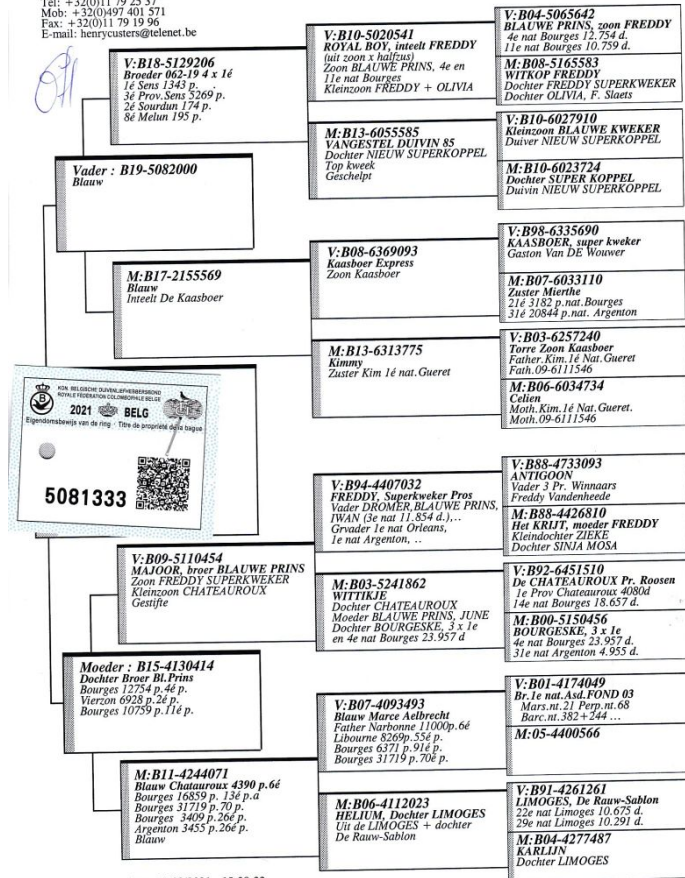 Tel: +32(0)11 79 25 37
Mob: +32(0)497 401 571
Fax: +32(0)11 79 19 96
E-mail: henrycusters@telenet.be
V:B18-5129206
Broeder 062-19 4 x 1é
1é Sens 1343 p.
3é Prov.Sens 5269 p.
2é Sourdun 174 p.
8é Melun 195 p.
Vader : B19-5082000
Blauw
M:B17-2155569
Blauw
Inteelt De Kaasboer
KON. BELGISCHE DUIVENLIEFHEBBERSBOND
ROYALE FEDERATION COLOMBOPHILE BELGE
2021 BELG
Eigendomsbewijs van de ring - Titre de propriété de la bague
5081333
V:B09-5110454
MAJOOR, broer BLAUWE PRINS
Zoon FREDDY SUPERKWEKER
Kleinzoon CHATEAUROUX
Gestifte
Moeder : B15-4130414
Dochter Broer Bl.Prins
Bourges 12754 p.4é p.
Vierzon 6928 p.2é p.
Bourges 10759 p.11é p.
M:B11-4244071
Blauw Chatauroux 4390 p.6é
Bourges 16859 p. 13é p.a
Bourges 31719 p.70 p.
Bourges 3409 p.26é p.
Argenton 3455 p.26é p.
Blauw
V:B10-5020541
ROYAL BOY, inteelt FREDDY
(uit zoon x halfzus)
Zoon BLAUWE PRINS, 4e en
11e nat Bourges
Kleinzoon FREDDY + OLIVIA
M:B13-6055585
VANGESTEL DUIVIN 85
Dochter NIEUW SUPERKOPPEL
Top kweek
Geschelpt
V:B08-6369093
Kaasboer Express
Zoon Kaasboer
M:B13-6313775
Kimmy
Zuster Kim 1é nat.Gueret
V:B94-4407032
FREDDY, Superkweker Pros
Vader DROMER,BLAUWE PRINS,
IWAN (3e nat 11.854 d.),..
Grvader 1e nat Orleans,
1e nat Argenton, ..
M:B03-5241862
WITTIKJE
Dochter CHATEAUROUX
Moeder BLAUWE PRINS, JUNE
Dochter BOURGESKE, 3 x 1e
en 4e nat Bourges 23.957 d
V:B07-4093493
Blauw Marce Aelbrecht
Father Narbonne 11000p.6é
Libourne 8269p.55é p.
Bourges 6371 p.91é p.
Bourges 31719 p.70é p.
M:B06-4112023
HELIUM, Dochter LIMOGES
Uit de LIMOGES + dochter
De Rauw-Sablon
V:B04-5065642
BLAUWE PRINS, zoon FREDDY
4e nat Bourges 12.754 d.
11e nat Bourges 10.759 d.
M:B08-5165583
WITKOP FREDDY
Dochter FREDDY SUPERKWEKER
Dochter OLIVIA, F. Slaets
V:B10-6027910
Kleinzoon BLAUWE KWEKER
Duiver NIEUW SUPERKOPPEL
M:B10-6023724
Dochter SUPER KOPPEL
Duivin NIEUW SUPERKOPPEL
V:B98-6335690
KAASBOER, super kweker
Gaston Van DE Wouwer
M:B07-6033110
Zuster Mierthe
21é 3182 p.nat.Bourges
31é 20844 p.nat. Argenton
V:B03-6257240
Torre Zoon Kaasboer
Father.Kim.1é Nat.Gueret
Fath.09-6111546
M:B06-6034734
Celien
Moth.Kim.1é Nat.Gueret.
Moth.09-6111546
V:B88-4733093
ANTIGOON
Vader 3 Pr. Winnaars
Freddy Vandenheede
M:B88-4426810
Het KRIJT, moeder FREDDY
Kleindochter ZIEKE
Dochter SINJA MOSA
V:B92-6451510
De CHATEAUROUX Pr. Roosen
1e Prov Chateauroux 4080d
14e nat Bourges 18.657 d.
M:B00-5150456
BOURGESKE, 3 x 1e
4e nat Bourges 23.957 d.
31e nat Argenton 4.955 d.
V:B01-4174049
Br.1e nat.Asd.FOND 03
Mars.nt.21 Perp.nt.68
Barc.nt.382+244 ...
M:05-4400566
V:B91-4261261
LIMOGES, De Rauw-Sablon
22e nat Limoges 10.675 d.
29e nat Limoges 10.291 d.
M:B04-4277487
KARLIJN
Dochter LIMOGES